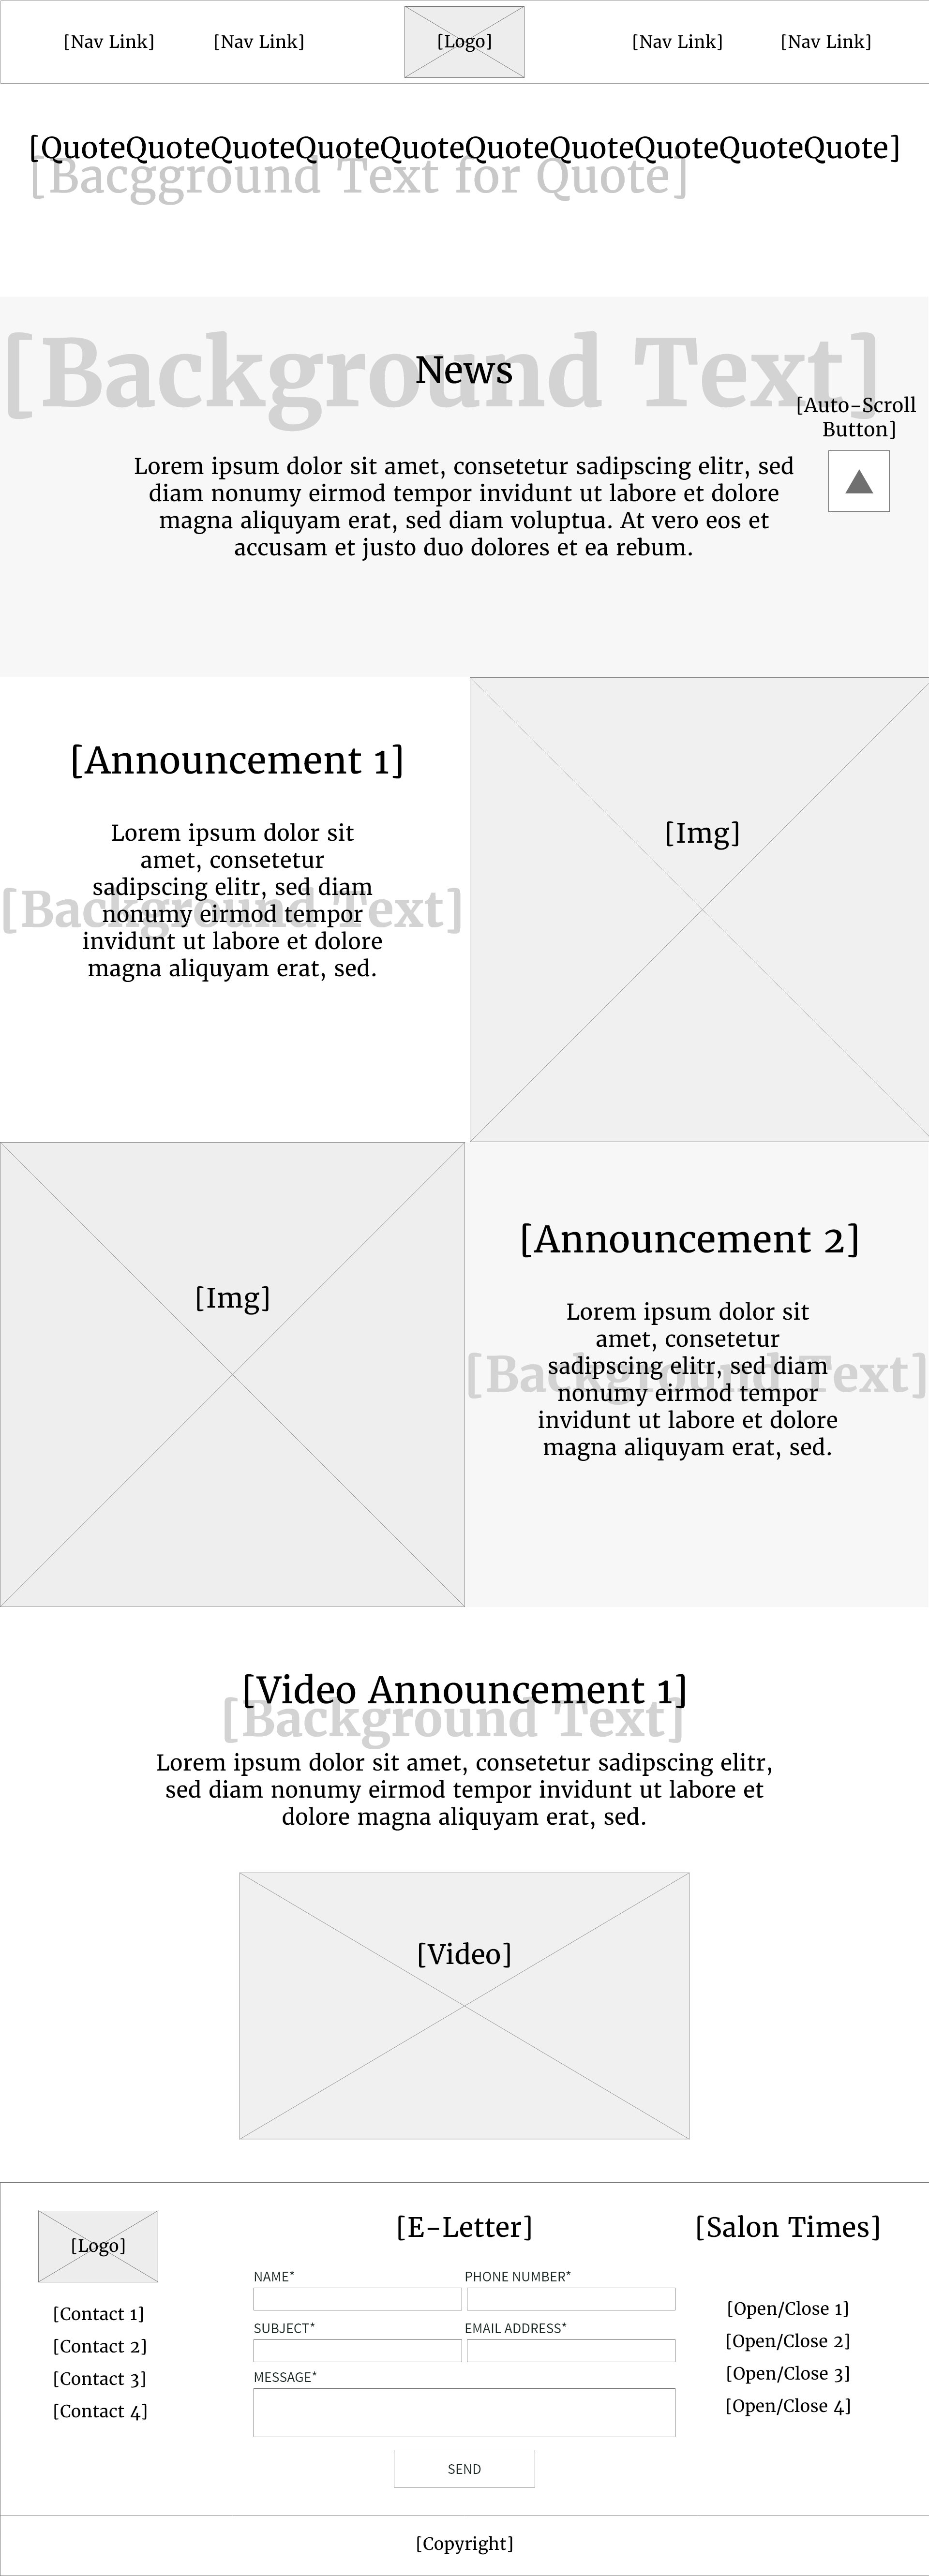 [Nav Link] [Nav Link] [Logo] [Nav Link] [Nav Link]
[QuoteQuoteQuoteQuoteQuoteQuoteQuoteQuoteQuoteQuote]
[Bacgground Text for Quote]
[Background Text]
News
[Auto-Scroll
Button]
Lorem ipsum dolor sit amet, consetetur sadipscing elitr, sed
diam nonumy eirmod tempor invidunt ut labore et dolore
magna aliquyam erat, sed diam voluptua. At vero eos et
accusam et justo duo dolores et ea rebum.
[Announcement 1]
Lorem ipsum dolor sit
amet, consetetur
sadipscing elitr, sed diam
nonumy eirmod tempor
invidunt ut labore et dolore
magna aliquyam erat, sed.
[Background Text]
[Img]
[Img]
[Announcement 2]
Lorem ipsum dolor sit
amet, consetetur
sadipscing elitr, sed diam
nonumy eirmod tempor
invidunt ut labore et dolore
magna aliquyam erat, sed.
[Background Text]
[Video Announcement 1]
[Background Text]
Lorem ipsum dolor sit amet, consetetur sadipscing elitr,
sed diam nonumy eirmod tempor invidunt ut labore et
dolore magna aliquyam erat, sed.
[Video]
[Logo]
[Contact 1]
[Contact 2]
[Contact 3]
[Contact 4]
[E-Letter]
NAME* PHONE NUMBER*
SUBJECT* EMAIL ADDRESS*
MESSAGE*
SEND
[Salon Times]
[Open/Close 1]
[Open/Close 2]
[Open/Close 3]
[Open/Close 4]
[Copyright]